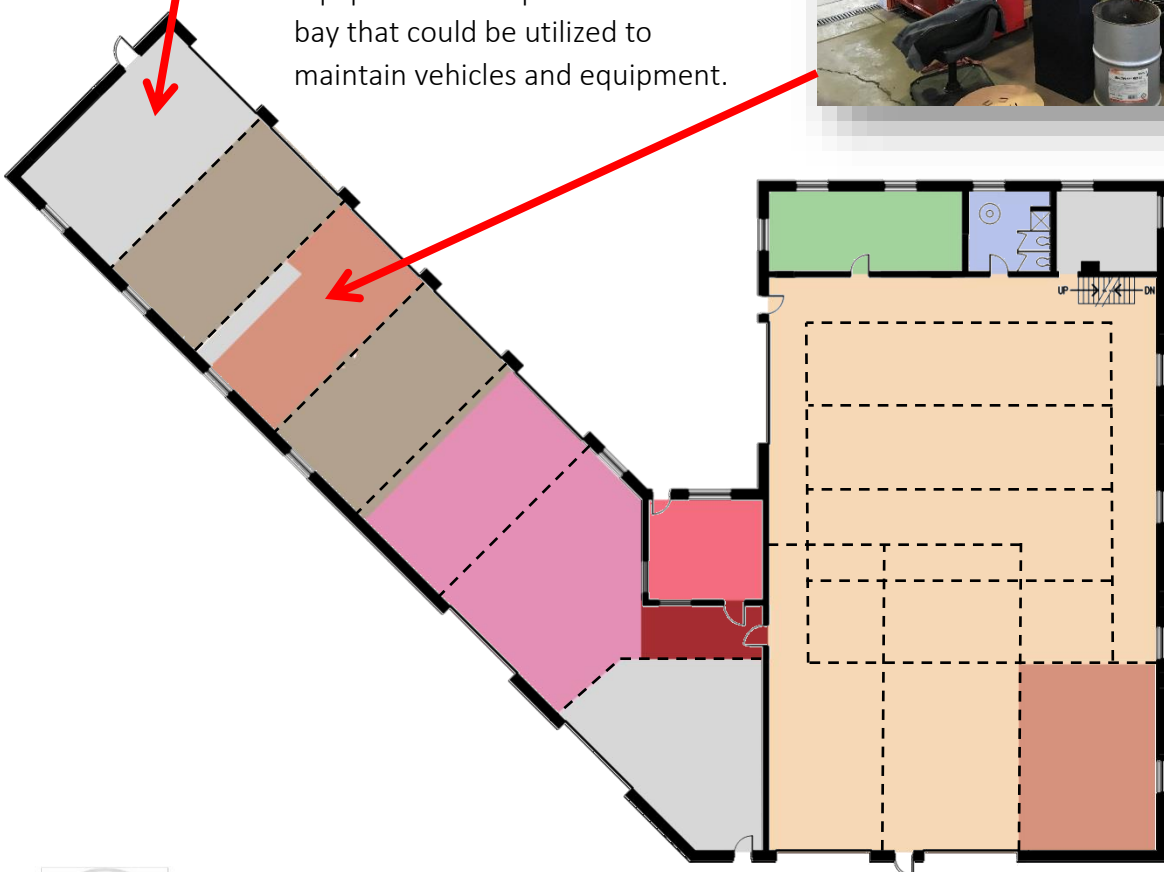 bay that could be utilized to
maintain vehicles and equipment.
UP
DN